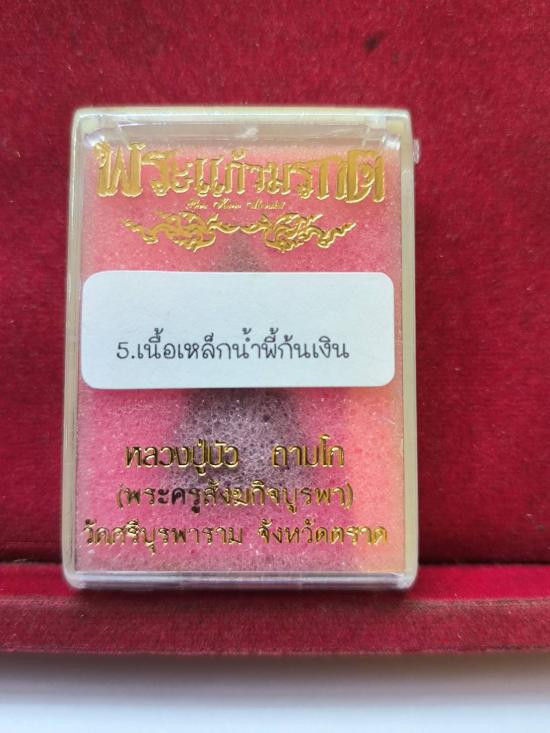 พระแก้วมรกต
Phra Kaew Morakot
5.เนื้อเหล็กน้ำพี้ก้นเงิน
หลวงปู่บัว ถามโก
(พระครูสังฆกิจบูรพา)
วัดศรีบุรพาราม จังหวัดตราด